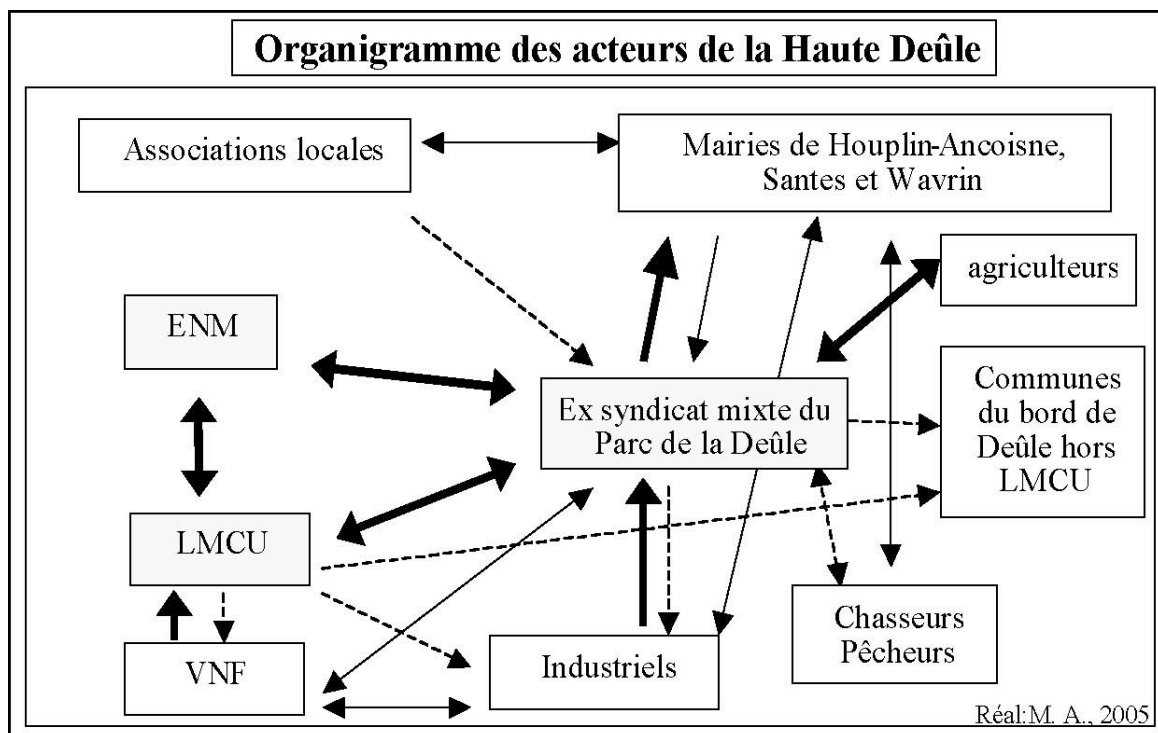 Organigramme des acteurs de la Haute Deûle
Associations locales
Mairies de Houplin-Ancoisne,
Santes et Wavrin
agriculteurs
ENM
Ex syndicat mixte du
Parc de la Deûle
Communes
du bord de
Deûle hors
LMCU
LMCU
Chasseurs
Pêcheurs
VNF
Industriels
Réal:M. A., 2005